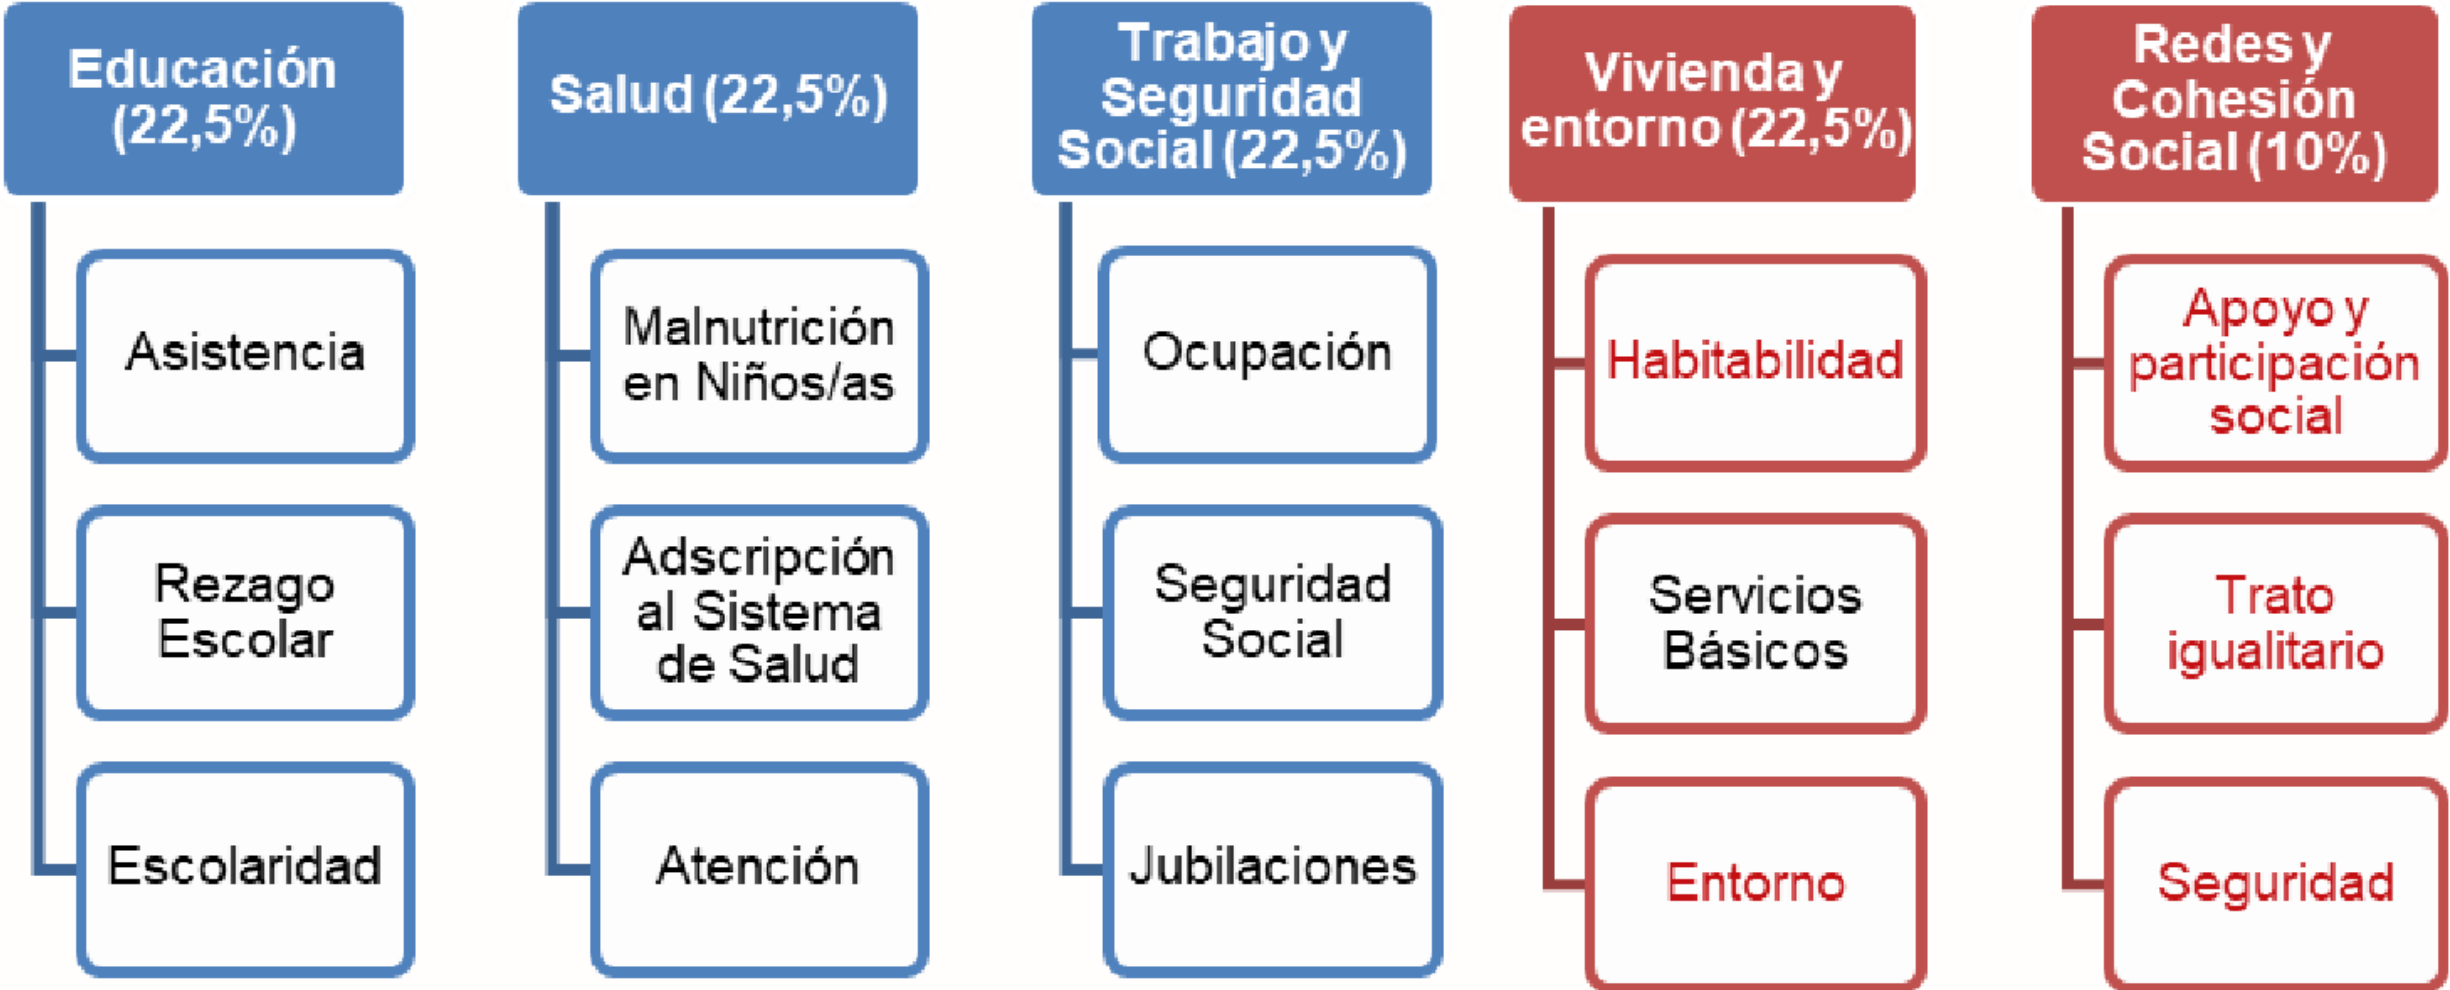 Educación
(22,5%)
Asistencia
Rezago
Escolar
Escolaridad
Salud (22,5%)
Malnutrición
en Niños/as
Adscripción
al Sistema
de Salud
Atención
Trabajo y
Seguridad
Social (22,5%)
Ocupación
Seguridad
Social
Jubilaciones
Vivienda y
entorno (22,5%)
Habitabilidad
Servicios
Básicos
Entorno
Redes y
Cohesión
Social (10%)
Apoyo y
participación
social
Trato
igualitario
Seguridad